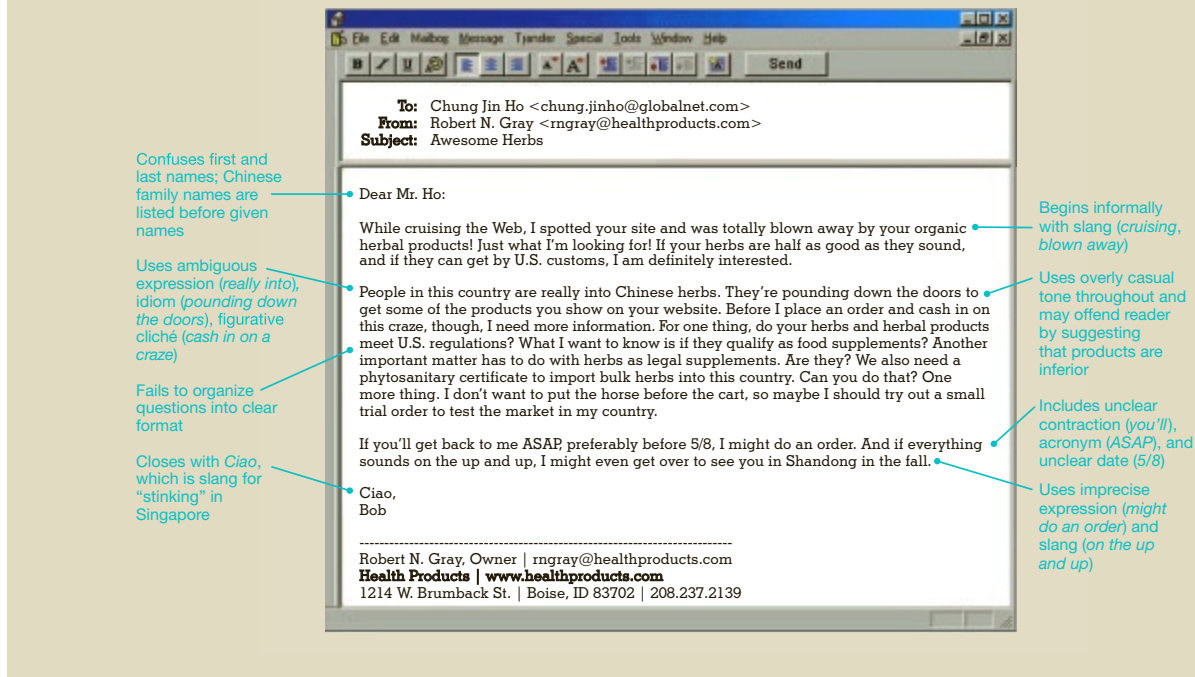 File Edit Mailbox Message Transfer Special Tools Window Help
B I U Send
To: Chung Jin Ho <chung.jinho@globalnet.com>
From: Robert N. Gray <rngray@healthproducts.com>
Subject: Awesome Herbs
Confuses first and
last names; Chinese
family names are
listed before given
names
Uses ambiguous
expression (really into),
idiom (pounding down
the doors), figurative
cliché (cash in on a
craze)
Fails to organize
questions into clear
format
Closes with Ciao,
which is slang for
“stinking” in
Singapore
Dear Mr. Ho:
While cruising the Web, I spotted your site and was totally blown away by your organic
herbal products! Just what I'm looking for! If your herbs are half as good as they sound,
and if they can get by U.S. customs, I am definitely interested.
People in this country are really into Chinese herbs. They're pounding down the doors to
get some of the products you show on your website. Before I place an order and cash in on
this craze, though, I need more information. For one thing, do your herbs and herbal products
meet U.S. regulations? What I want to know is if they qualify as food supplements? Another
important matter has to do with herbs as legal supplements. Are they? We also need a
phytosanitary certificate to import bulk herbs into this country. Can you do that? One
more thing. I don't want to put the horse before the cart, so maybe I should try out a small
trial order to test the market in my country.
If you'll get back to me ASAP, preferably before 5/8, I might do an order. And if everything
sounds on the up and up, I might even get over to see you in Shandong in the fall.
Ciao,
Bob
---------------------------------------------------------------------------
Robert N. Gray, Owner | rngray@healthproducts.com
Health Products | www.healthproducts.com
1214 W. Brumback St. | Boise, ID 83702 | 208.237.2139
Begins informally
with slang (cruising,
blown away)
Uses overly casual
tone throughout and
may offend reader
by suggesting
that products are
inferior
Includes unclear
contraction (you'll),
acronym (ASAP), and
unclear date (5/8)
Uses imprecise
expression (might
do an order) and
slang (on the up
and up)